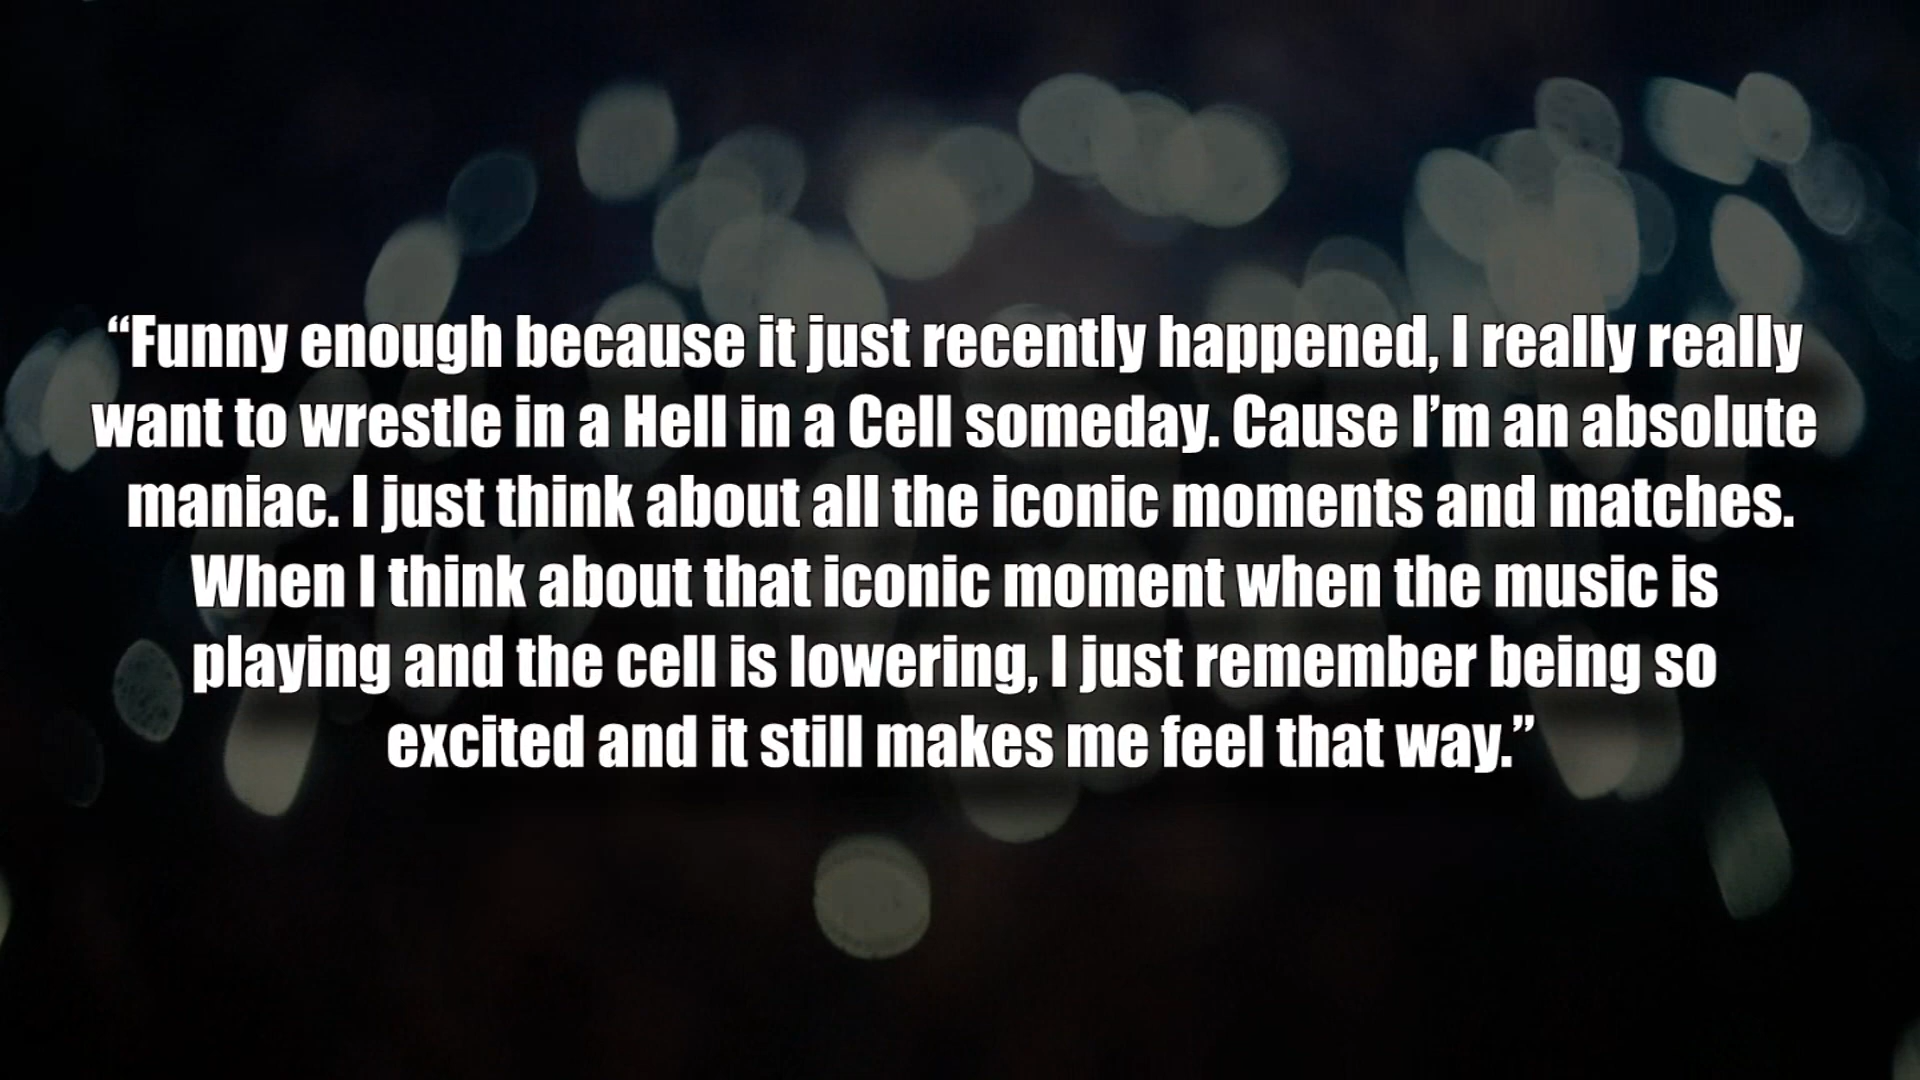 “Funny enough because it just recently happened, I really really
want to wrestle in a Hell in a Cell someday. Cause I’m an absolute
maniac. I just think about all the iconic moments and matches.
When I think about that iconic moment when the music is
playing and the cell is lowering, I just remember being so
excited and it still makes me feel that way.”